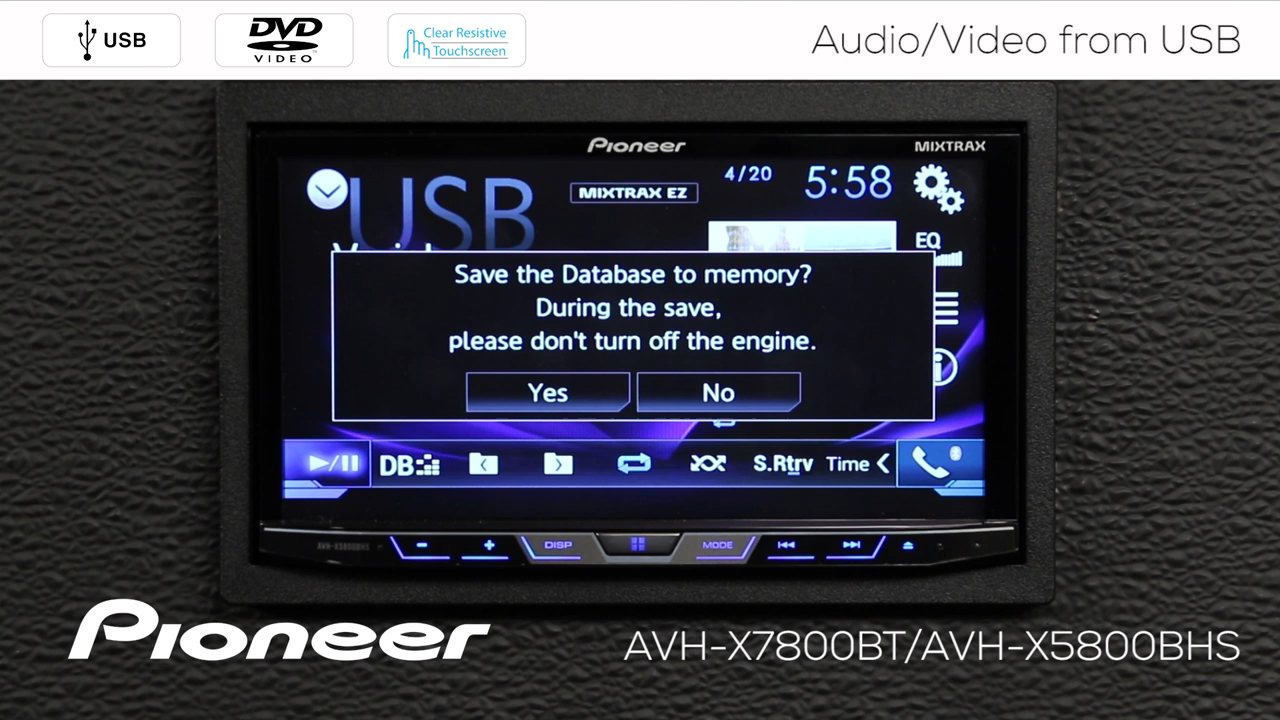 USB
DVD
VIDEO
Clear Resistive
Touchscreen
Audio/Video from USB
Pioneer
MIXTRAX
USB
MIXTRAX EZ
4/20
5:58
EQ
Save the Database to memory?
During the save,
please don't turn off the engine.
Yes
No
DB
S.Rtrv
Time
AVH-X5800BHS
DISP
MODE
Pioneer
AVH-X7800BT/AVH-X5800BHS